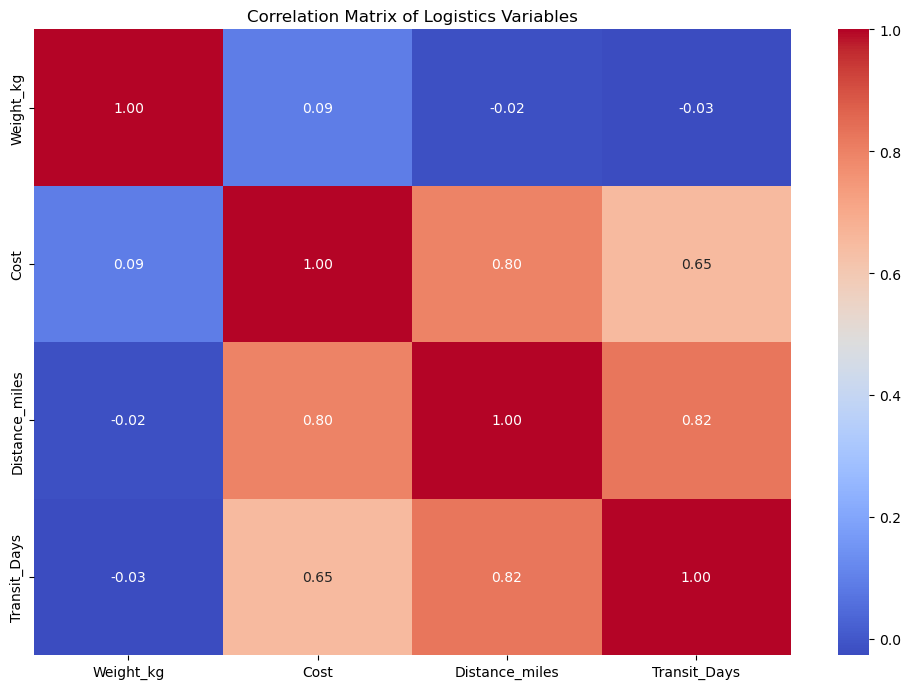 Correlation Matrix of Logistics Variables
Weight_kg
1.00
0.09
-0.02
-0.03
Cost
0.09
1.00
0.80
0.65
Distance_miles
-0.02
0.80
1.00
0.82
Transit_Days
-0.03
0.65
0.82
1.00
Weight_kg
Cost
Distance_miles
Transit_Days
1.0
0.8
0.6
0.4
0.2
0.0